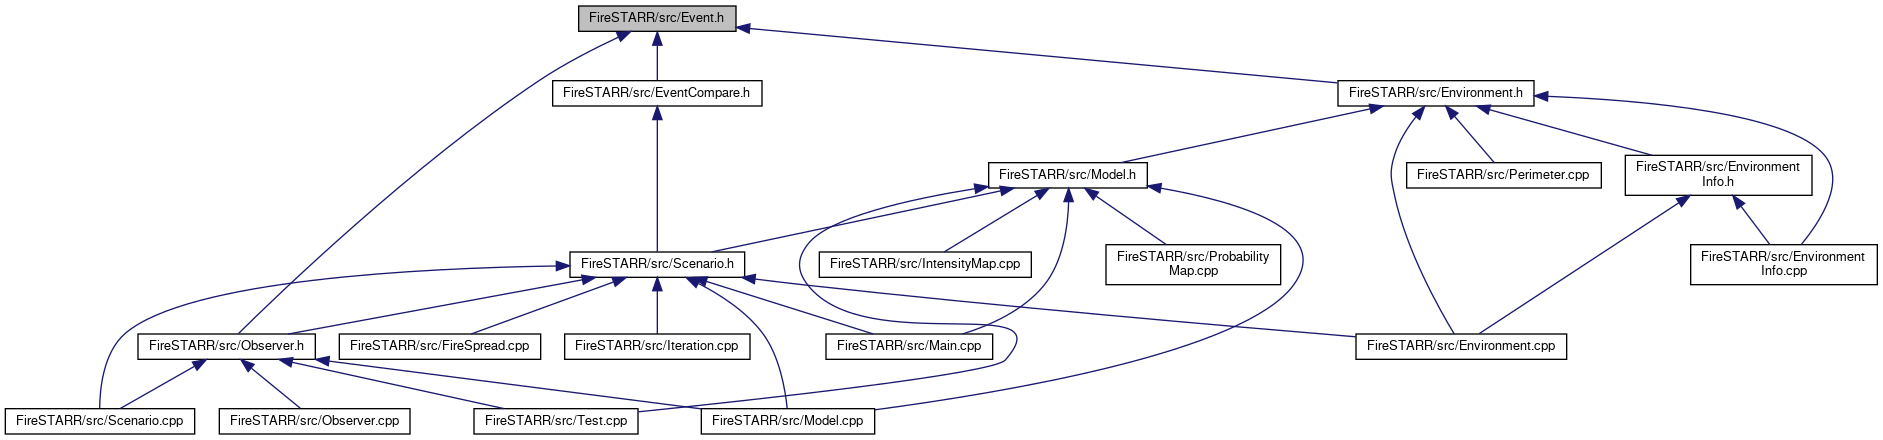 FireSTARR/src/Event.h
FireSTARR/src/EventCompare.h
FireSTARR/src/Environment.h
FireSTARR/src/Model.h
FireSTARR/src/Perimeter.cpp
FireSTARR/src/Environment
Info.h
FireSTARR/src/Scenario.h
FireSTARR/src/IntensityMap.cpp
FireSTARR/src/Probability
Map.cpp
FireSTARR/src/Environment
Info.cpp
FireSTARR/src/Observer.h
FireSTARR/src/FireSpread.cpp
FireSTARR/src/Iteration.cpp
FireSTARR/src/Main.cpp
FireSTARR/src/Environment.cpp
FireSTARR/src/Scenario.cpp
FireSTARR/src/Observer.cpp
FireSTARR/src/Test.cpp
FireSTARR/src/Model.cpp